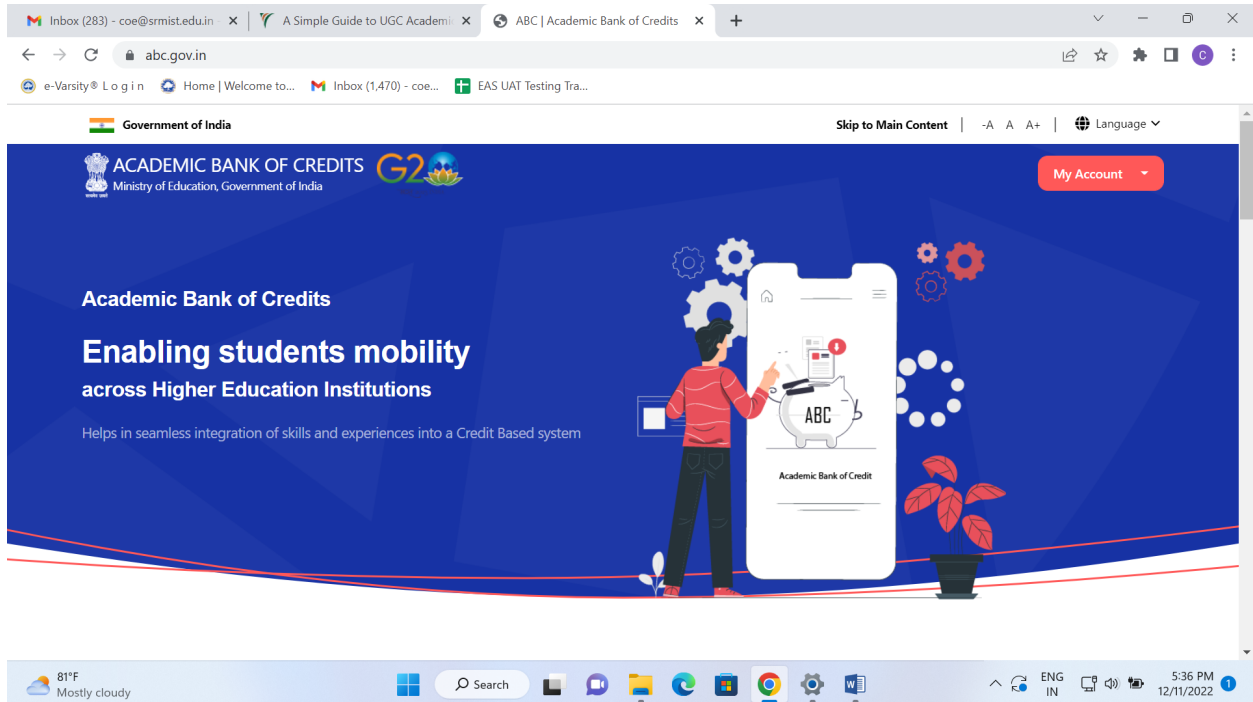 Inbox (283) - coe@srmist.edu.in -
A Simple Guide to UGC Academi
ABC | Academic Bank of Credits
abc.gov.in
e-Varsity® L o g i n
Home | Welcome to...
Inbox (1,470) - coe...
EAS UAT Testing Tra...
C
Government of India
Skip to Main Content | -A A A+ | Language
ACADEMIC BANK OF CREDITS
Ministry of Education, Government of India
G2
My Account
Academic Bank of Credits
Enabling students mobility
across Higher Education Institutions
Helps in seamless integration of skills and experiences into a Credit Based system
ABC
Academic Bank of Credit
81°F
Mostly cloudy
Search
ENG
IN
5:36 PM
12/11/2022
1